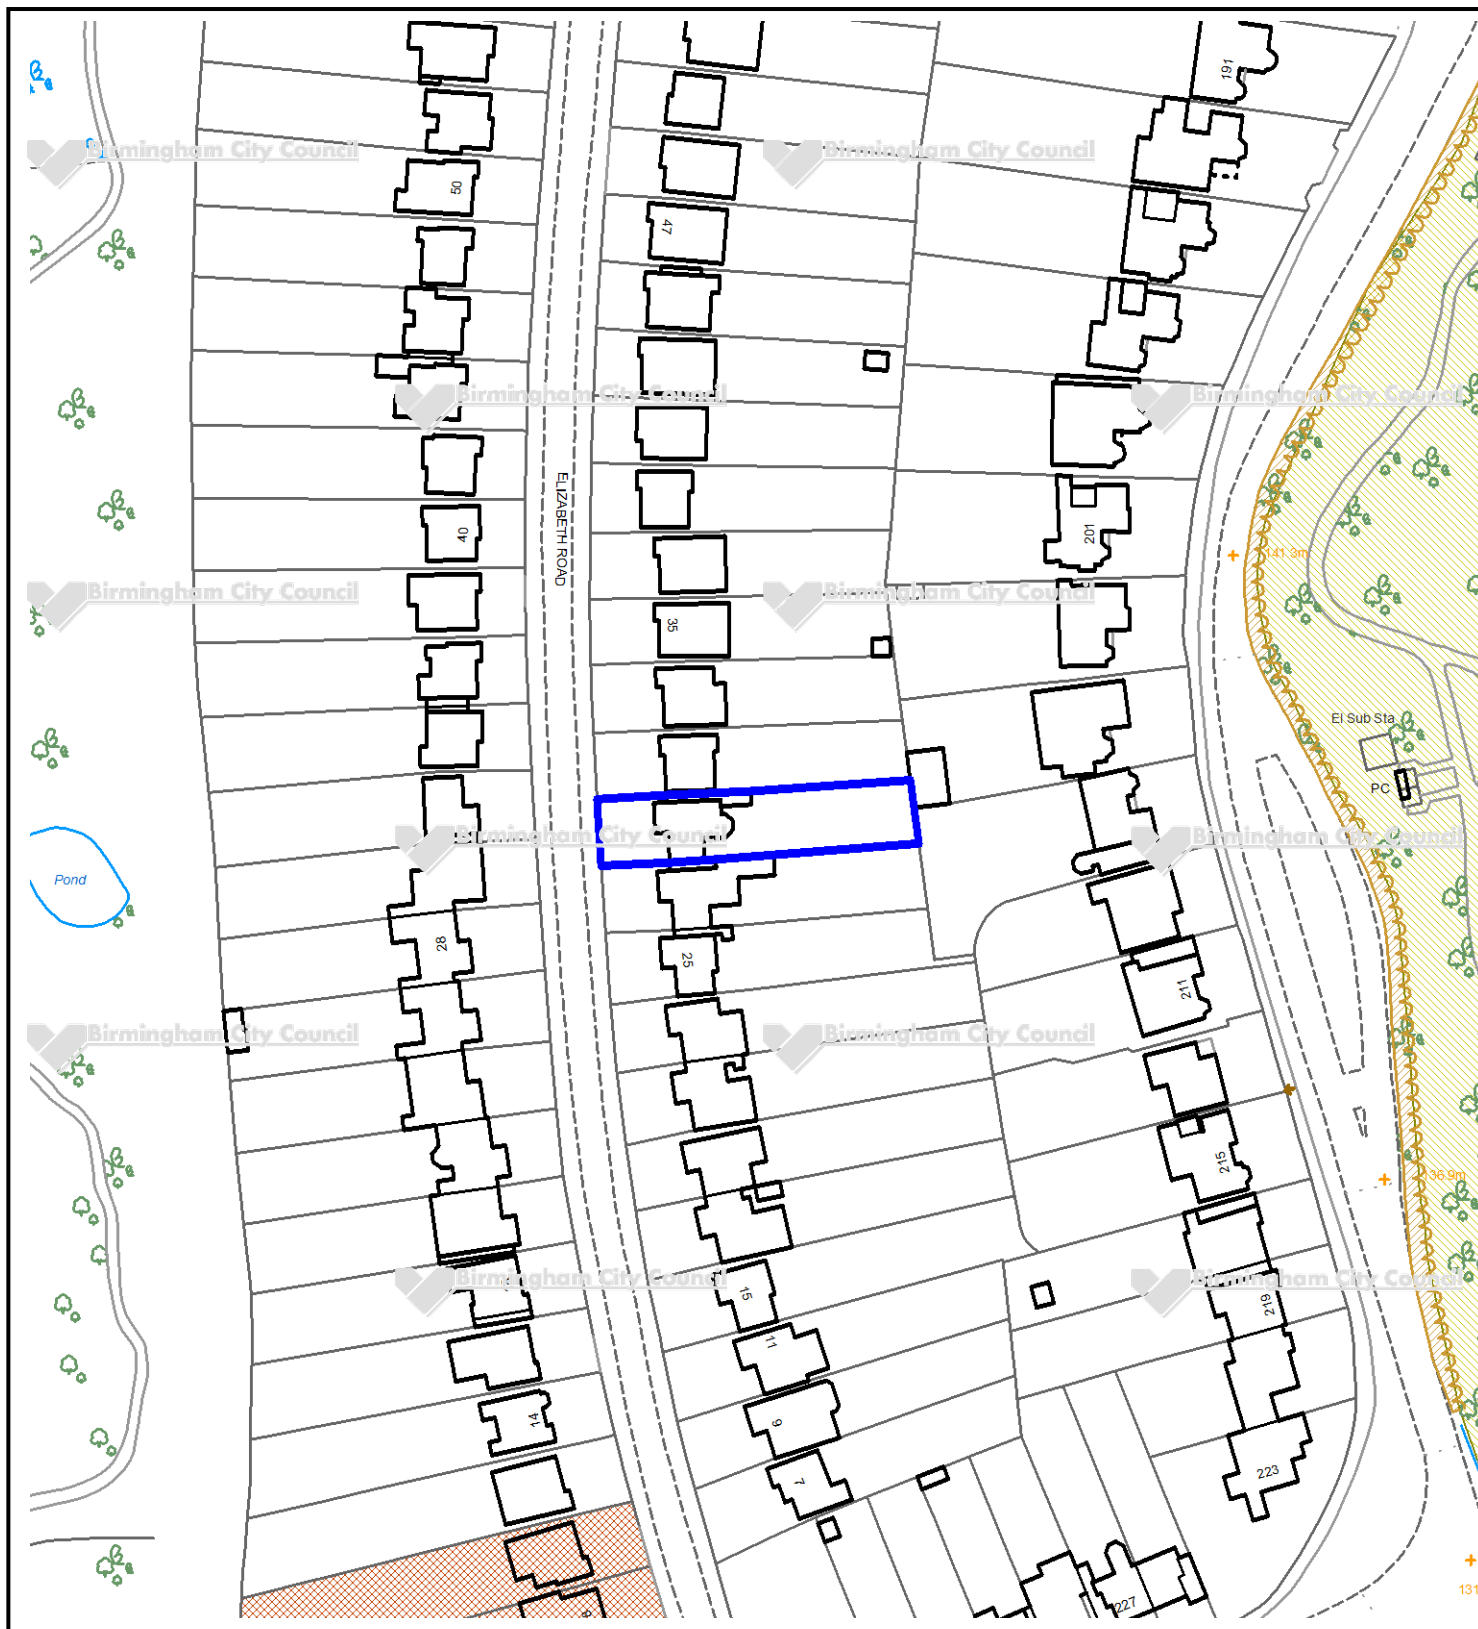 191
Birmingham City Council
Birmingham City Council
50
47
Birmingham City Council
Birmingham City Council
ELIZABETH ROAD
40
201
141.3m
Birmingham City Council
Birmingham City Council
35
El Sub Sta
PC
Birmingham City Council
Birmingham City Council
Pond
28
25
211
Birmingham City Council
Birmingham City Council
215
136.9m
Birmingham City Council
Birmingham City Council
15
219
11
14
9
7
223
227
131